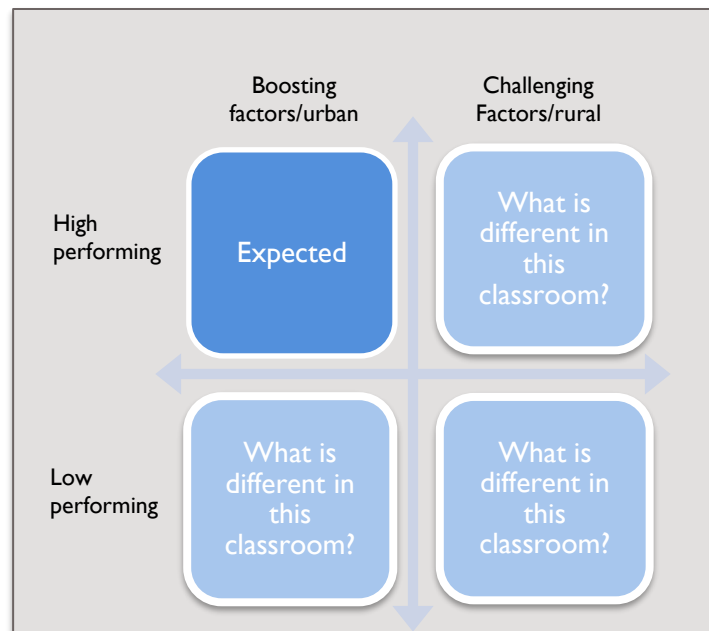 Boosting
factors/urban
Challenging
Factors/rural
High
performing
Expected
What is
different in
this
classroom?
Low
performing
What is
different in
this
classroom?
What is
different in
this
classroom?